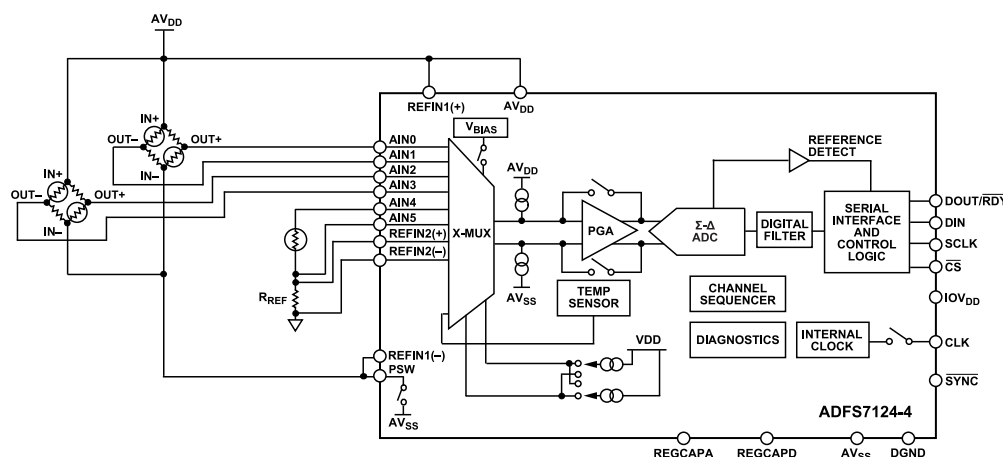 AVDD
REFIN1(+)
AVDD
IN+
OUT–
OUT+
IN–
IN+
OUT–
OUT+
IN–
AIN0
AIN1
AIN2
AIN3
AIN4
AIN5
REFIN2(+)
REFIN2(–)
RREF
REFIN1(–)
PSW
AVSS
VBIAS
X-MUX
AVDD
AVSS
PGA
TEMP
SENSOR
VDD
Σ-Δ
ADC
REFERENCE
DETECT
DIGITAL
FILTER
SERIAL
INTERFACE
AND
CONTROL
LOGIC
CHANNEL
SEQUENCER
DIAGNOSTICS
INTERNAL
CLOCK
DOUT/RDY
DIN
SCLK
CS
IOVDD
CLK
SYNC
ADFS7124-4
REGCAPA
REGCAPD
AVSS
DGND